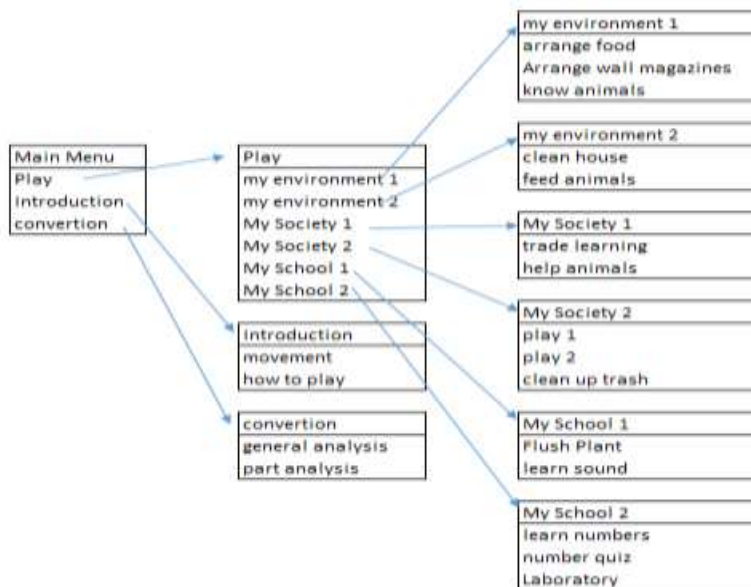 Main Menu
Play
Introduction
convertion
Play
my environment 1
my environment 2
My Society 1
My Society 2
My School 1
My School 2
Introduction
movement
how to play
convertion
general analysis
part analysis
my environment 1
arrange food
Arrange wall magazines
know animals
my environment 2
clean house
feed animals
My Society 1
trade learning
help animals
My Society 2
play 1
play 2
clean up trash
My School 1
Flush Plant
learn sound
My School 2
learn numbers
number quiz
Laboratory